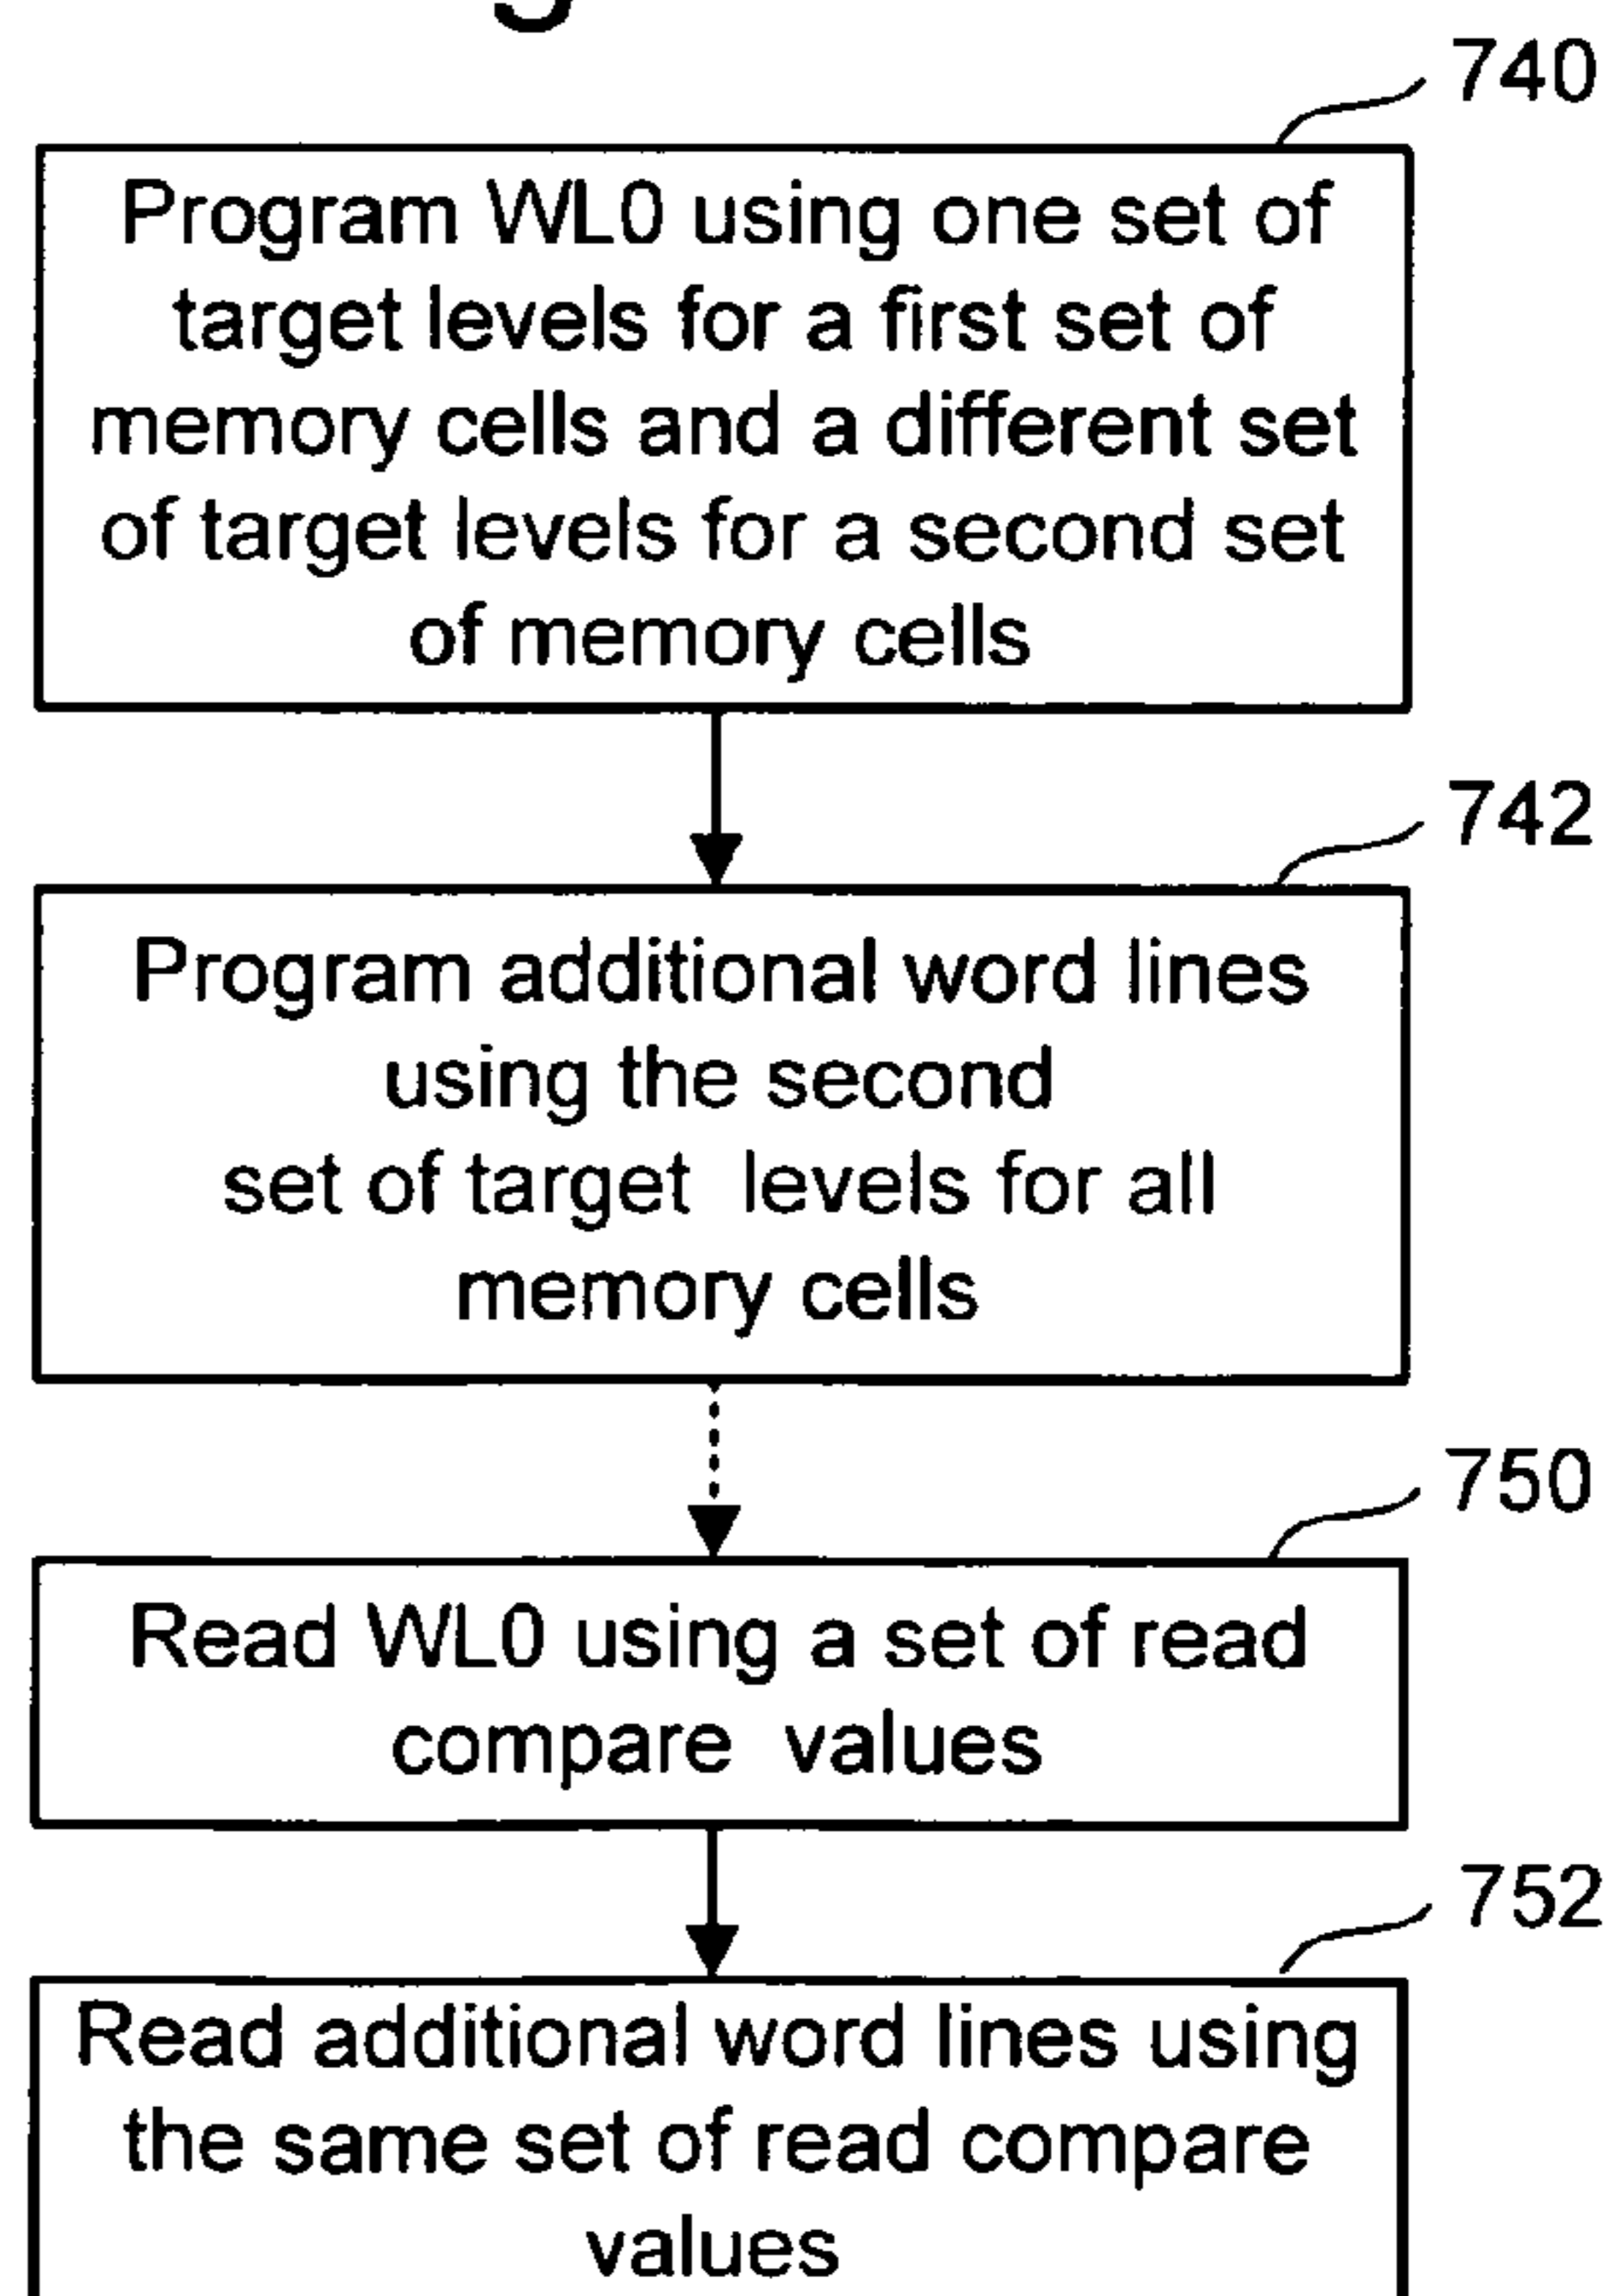 740
Program WL0 using one set of
target levels for a first set of
memory cells and a different set
of target levels for a second set
of memory cells
742
Program additional word lines
using the second
set of target levels for all
memory cells
750
Read WL0 using a set of read
compare values
752
Read additional word lines using
the same set of read compare
values